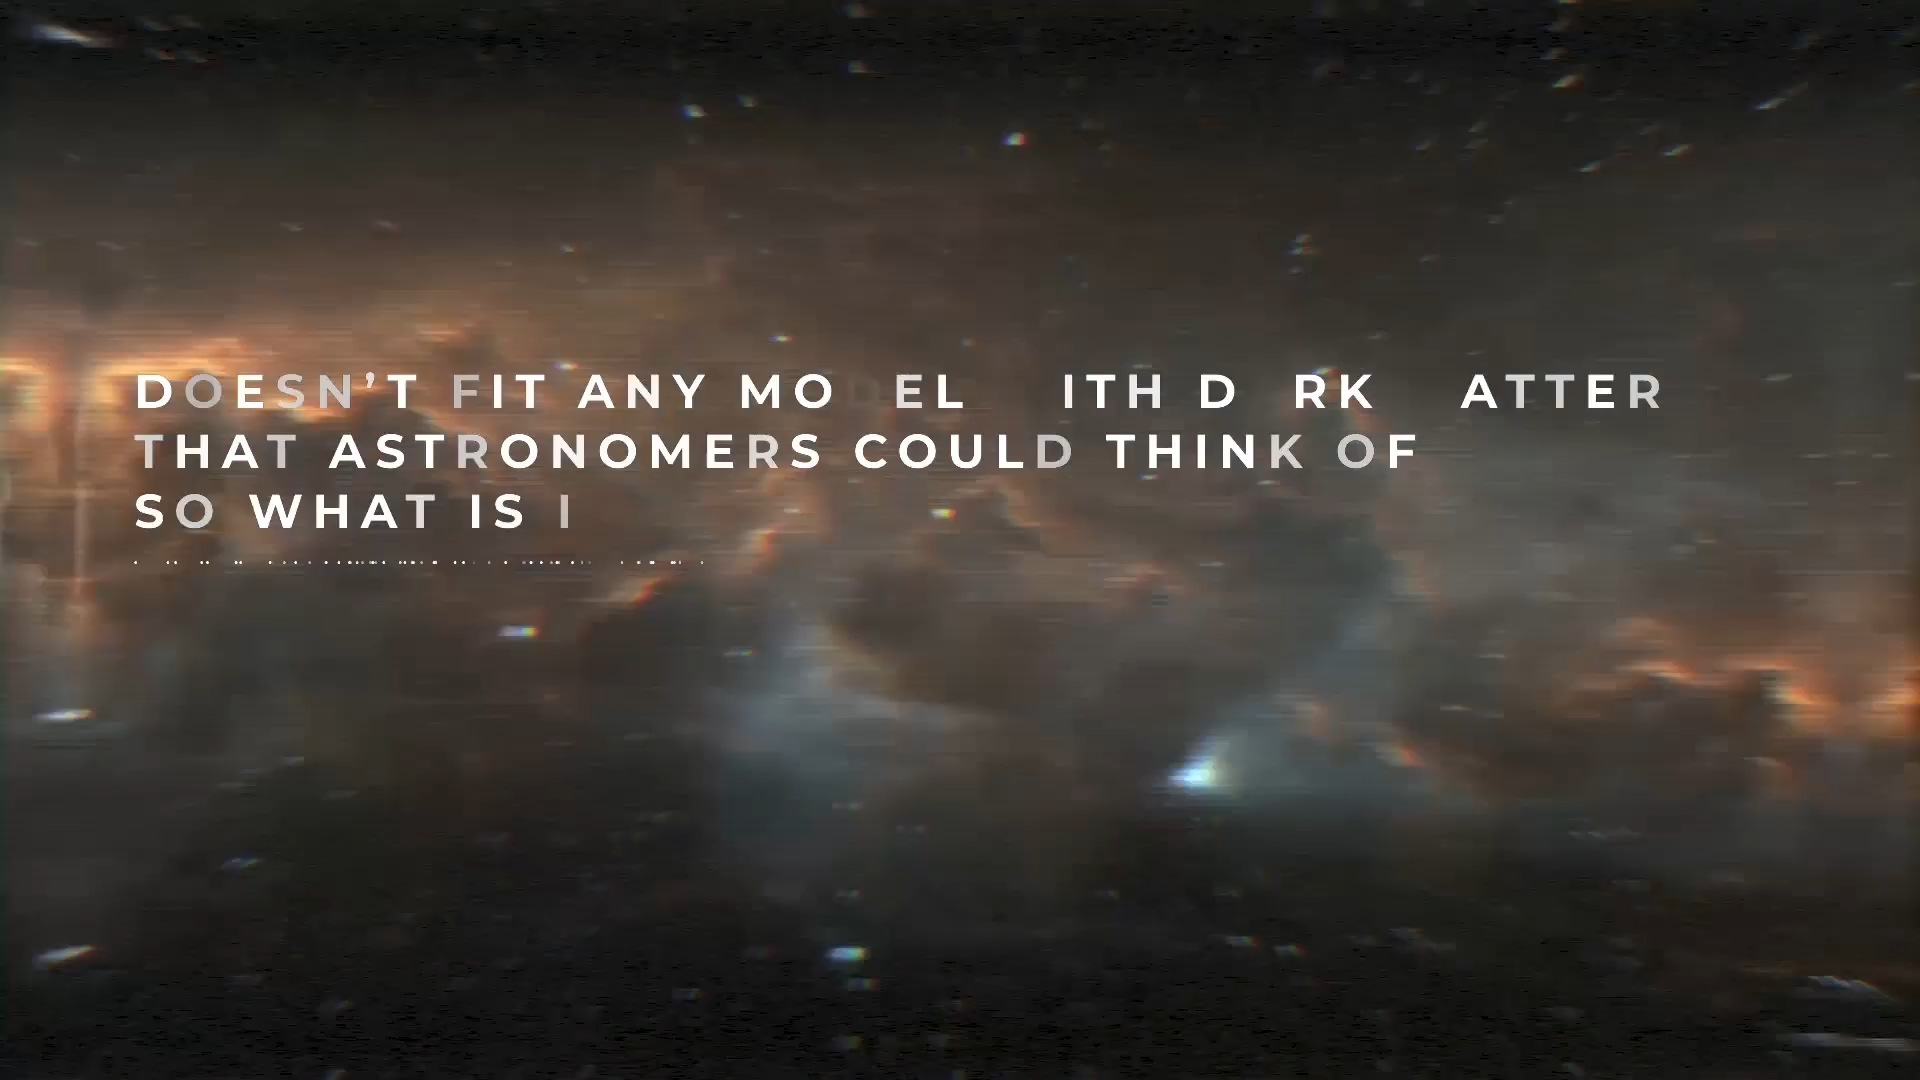 DOESN'T FIT ANY MODEL ITH D RK ATTER
THAT ASTRONOMERS COULD THINK OF
SO WHAT IS I